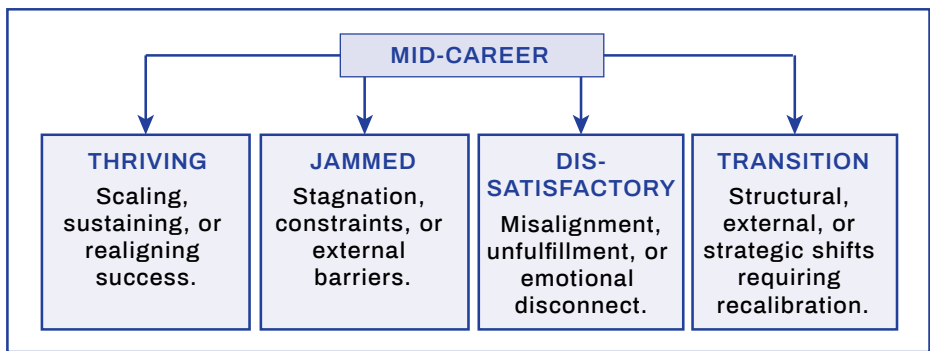 MID-CAREER
THRIVING
Scaling,
sustaining, or
realigning
success.
JAMMED
Stagnation,
constraints, or
external
barriers.
DIS-
SATISFACTORY
Misalignment,
unfulfillment, or
emotional
disconnect.
TRANSITION
Structural,
external, or
strategic shifts
requiring
recalibration.